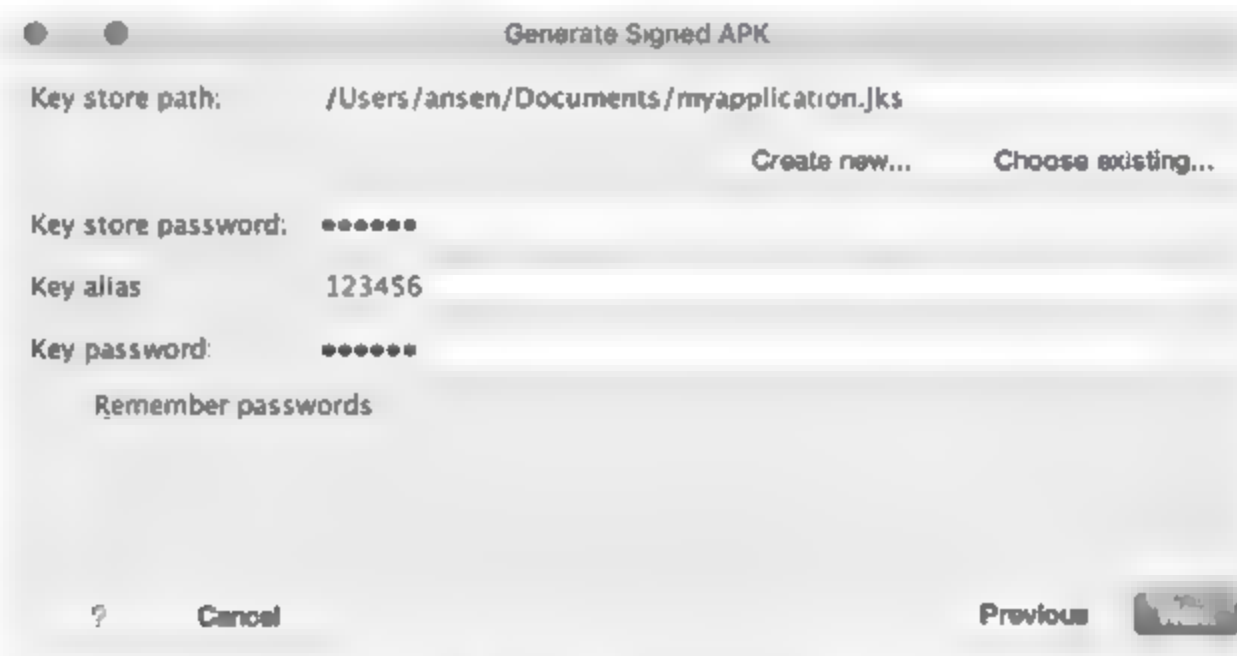 Generate Signed APK
Key store path: /Users/ansen/Documents/myapplication.jks
Create new... Choose existing...
Key store password: ••••••
Key alias 123456
Key password: ••••••
Remember passwords
? Cancel Previous